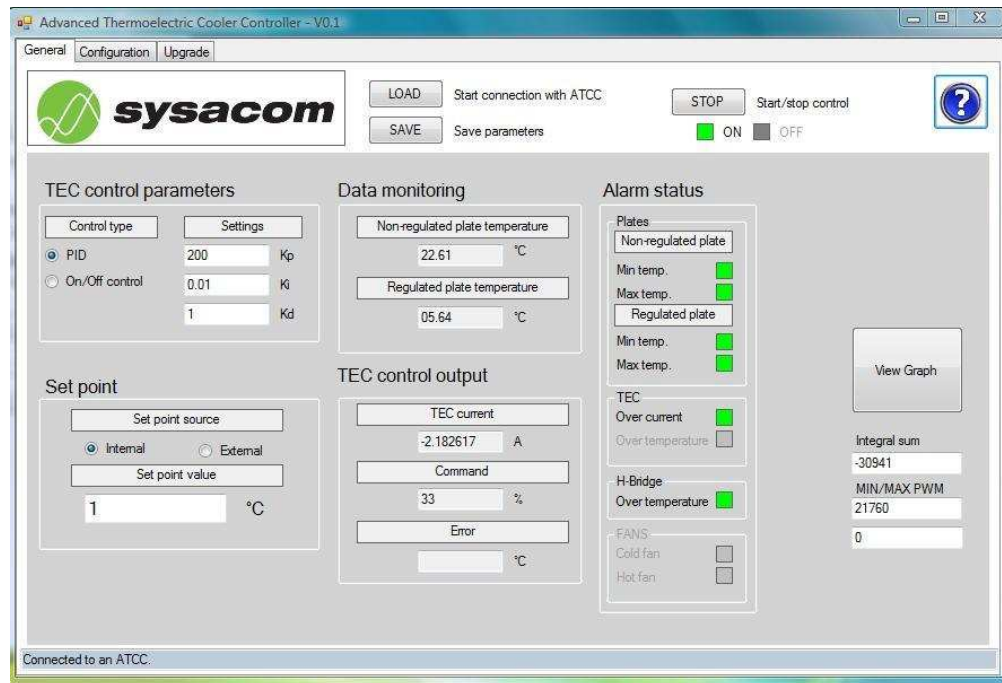 Advanced Thermoelectric Cooler Controller - V0.1
General Configuration Upgrade
sysacom
LOAD Start connection with ATCC
SAVE Save parameters
STOP Start/stop control
ON OFF
?
TEC control parameters
Control type Settings
PID 200 Kp
On/Off control 0.01 Ki
1 Kd
Set point
Set point source
Internal External
Set point value
1 °C
Data monitoring
Non-regulated plate temperature
22.61 °C
Regulated plate temperature
05.64 °C
TEC control output
TEC current
-2.182617 A
Command
33 %
Error
°C
Alarm status
Plates
Non-regulated plate
Min temp.
Max temp.
Regulated plate
Min temp.
Max temp.
TEC
Over current
Over temperature
H-Bridge
Over temperature
FANS
Cold fan
Hot fan
View Graph
Integral sum
-30941
MIN/MAX PWM
21760
0
Connected to an ATCC.